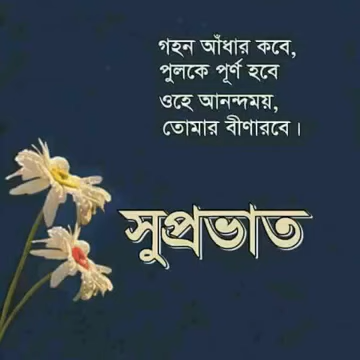 গহন আঁধার কবে,
পুলকে পূর্ণ হবে
ওহে আনন্দময়,
তোমার বীণারবে।
সুপ্রভাত